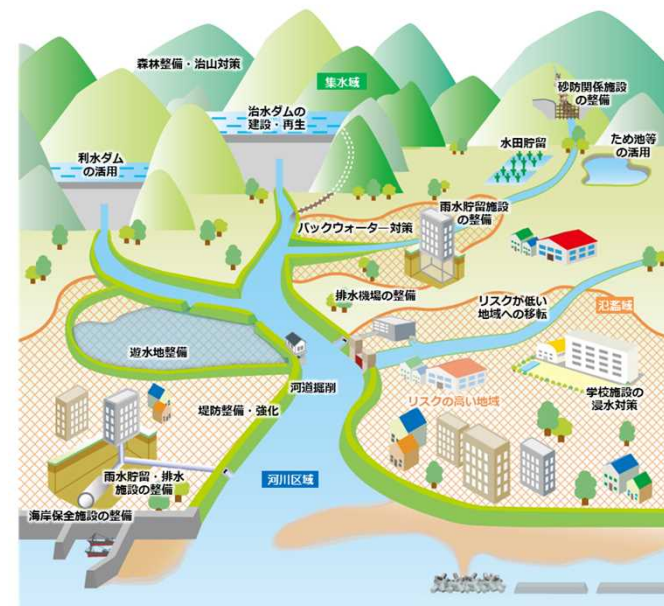 森林整備・治山対策
集水域
砂防関係施設
の整備
治水ダムの
建設・再生
水田貯留
ため池等
の活用
利水ダム
の活用
雨水貯留施設
の整備
バックウォーター対策
排水機場の整備
リスクが低い
地域への移転
氾濫域
遊水地整備
河道掘削
リスクの高い地域
学校施設の
浸水対策
堤防整備・強化
河川区域
雨水貯留・排水
施設の整備
海岸保全施設の整備